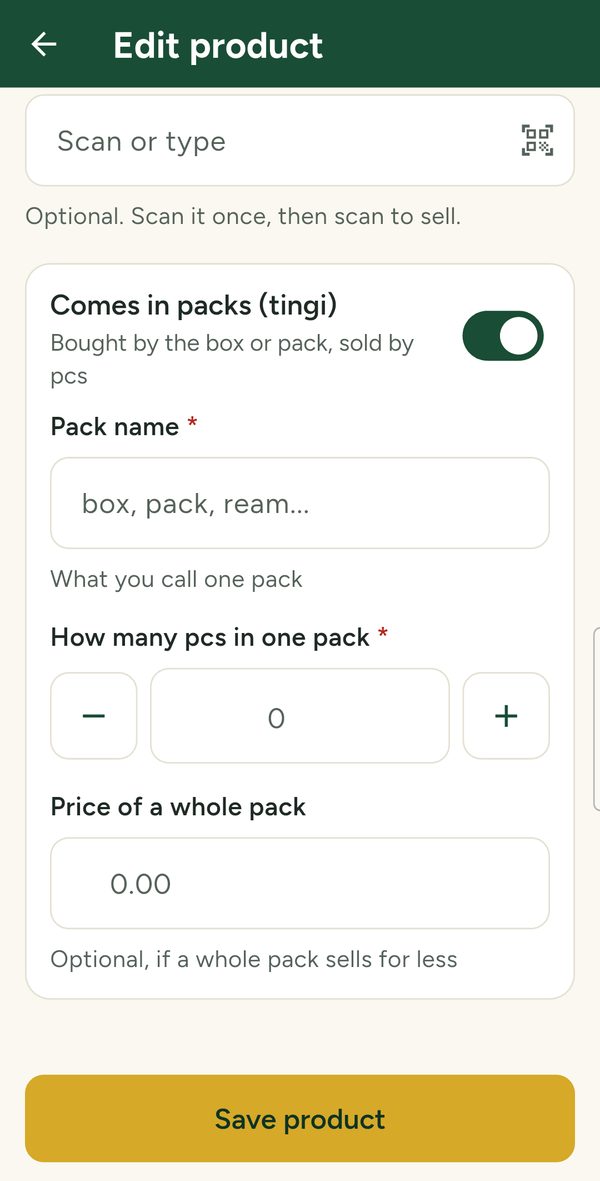 Edit product
Scan or type
Optional. Scan it once, then scan to sell.
Comes in packs (tingi)
Bought by the box or pack, sold by
pcs
Pack name *
box, pack, ream...
What you call one pack
How many pcs in one pack *
− 0 +
Price of a whole pack
0.00
Optional, if a whole pack sells for less
Save product